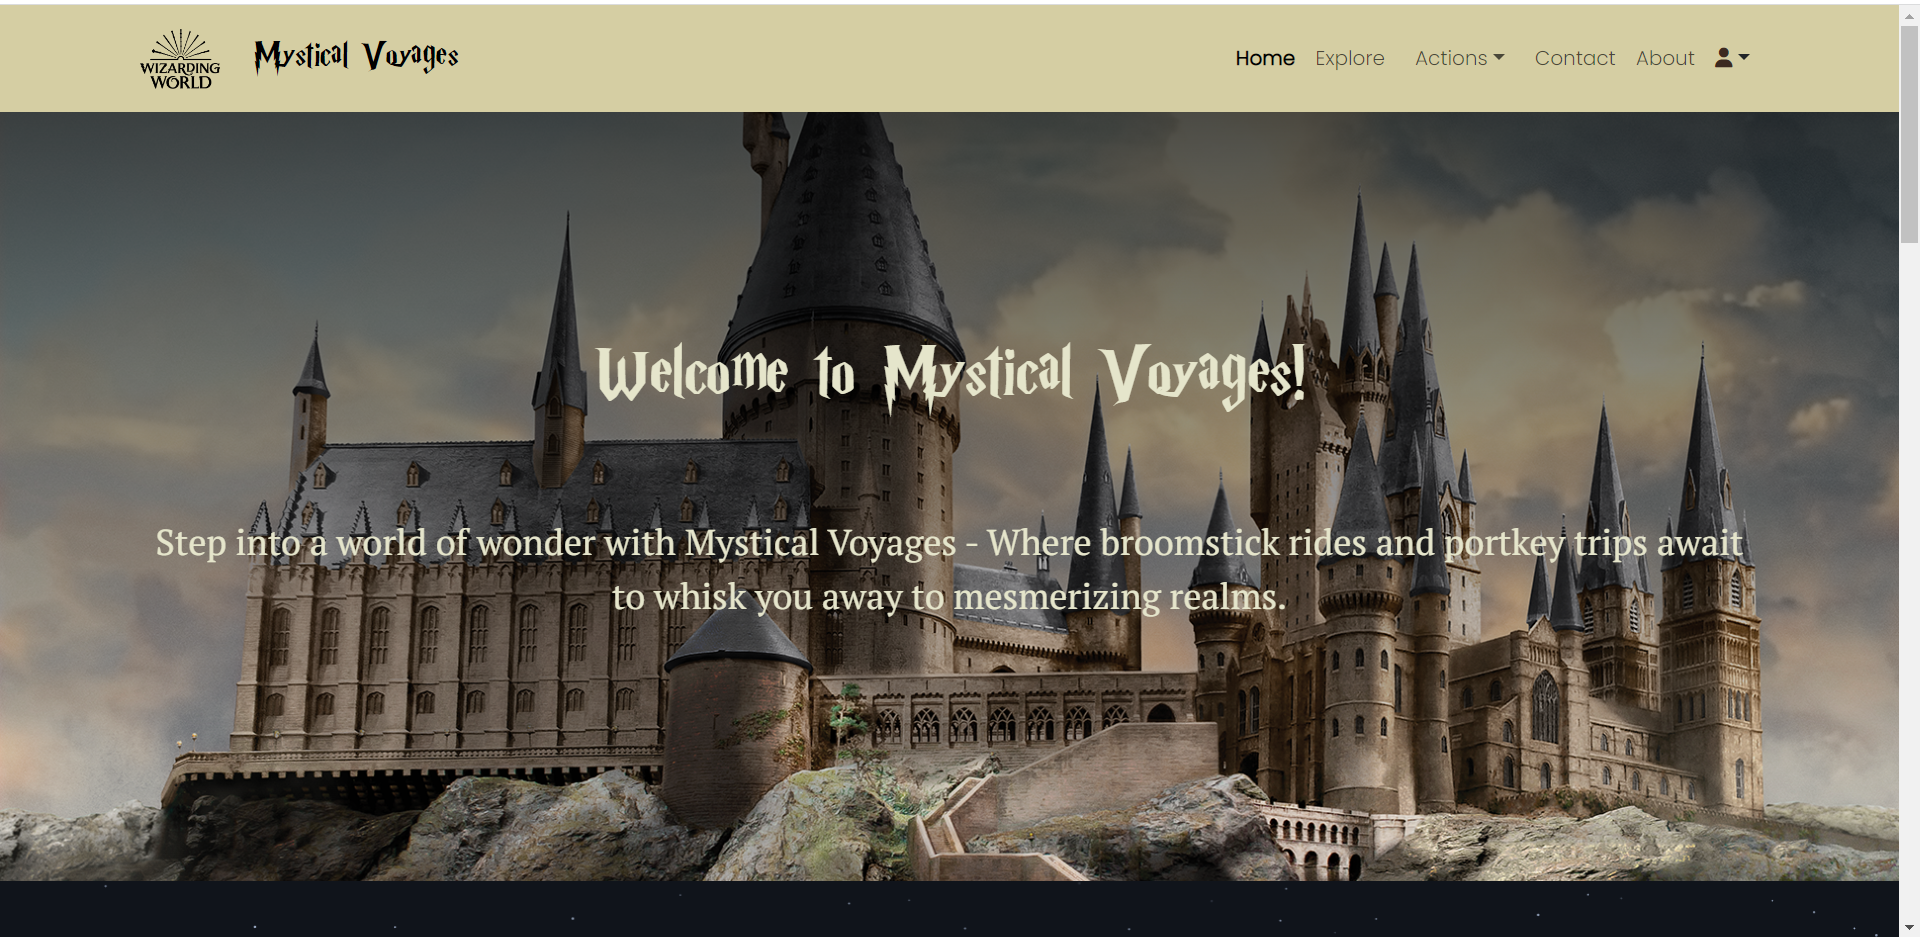 WIZARDING
WORLD
Mystical Voyages
Home Explore Actions Contact About
Welcome to Mystical Voyages!
Step into a world of wonder with Mystical Voyages - Where broomstick rides and portkey trips await
to whisk you away to mesmerizing realms.